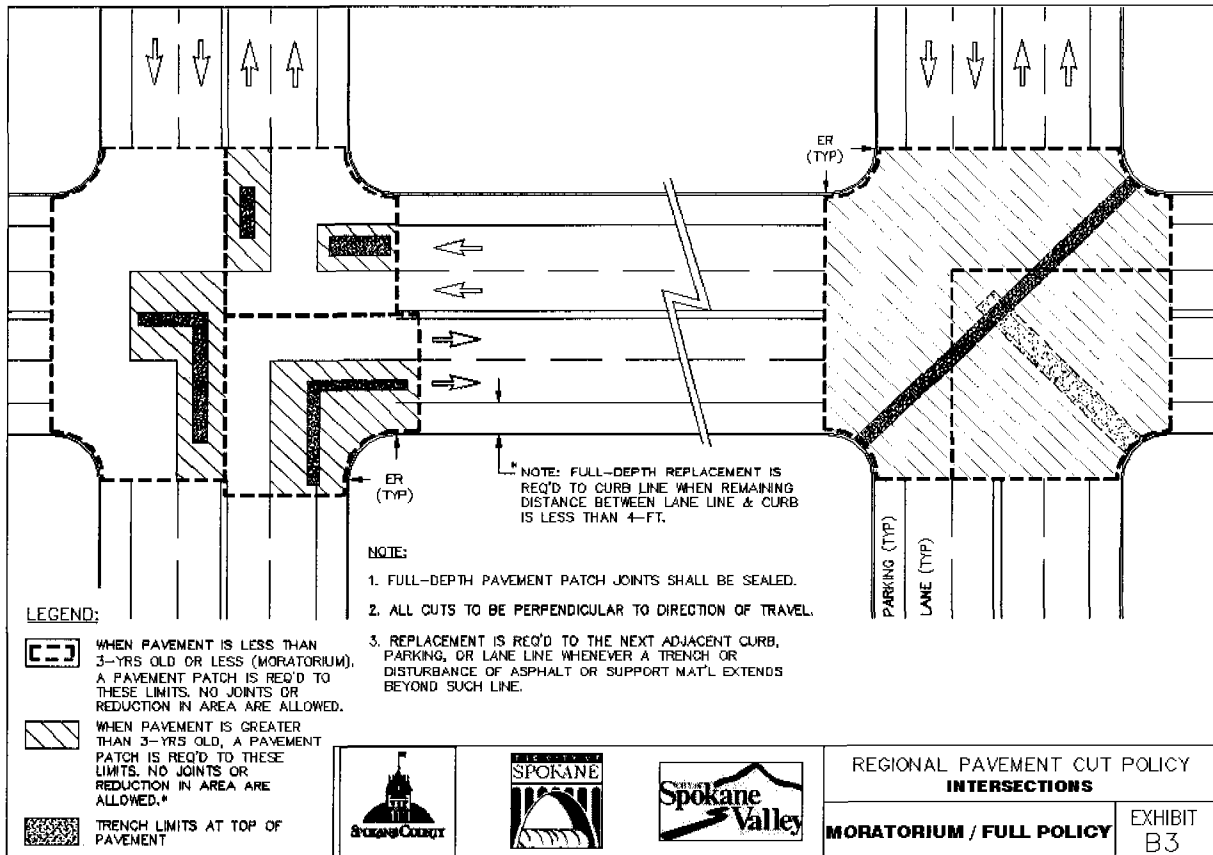 ER
(TYP)
ER
(TYP)
* NOTE: FULL-DEPTH REPLACEMENT IS
REQ'D TO CURB LINE WHEN REMAINING
DISTANCE BETWEEN LANE LINE & CURB
IS LESS THAN 4-FT.
PARKING (TYP)
LANE (TYP)
NOTE:
1. FULL-DEPTH PAVEMENT PATCH JOINTS SHALL BE SEALED.
2. ALL CUTS TO BE PERPENDICULAR TO DIRECTION OF TRAVEL.
3. REPLACEMENT IS REQ'D TO THE NEXT ADJACENT CURB,
PARKING, OR LANE LINE WHENEVER A TRENCH OR
DISTURBANCE OF ASPHALT OR SUPPORT MAT'L EXTENDS
BEYOND SUCH LINE.
LEGEND:
WHEN PAVEMENT IS LESS THAN
3-YRS OLD OR LESS (MORATORIUM),
A PAVEMENT PATCH IS REQ'D TO
THESE LIMITS. NO JOINTS OR
REDUCTION IN AREA ARE ALLOWED.
WHEN PAVEMENT IS GREATER
THAN 3-YRS OLD, A PAVEMENT
PATCH IS REQ'D TO THESE
LIMITS. NO JOINTS OR
REDUCTION IN AREA ARE
ALLOWED.*
TRENCH LIMITS AT TOP OF
PAVEMENT
SPOKANE COUNTY
THE CITY OF
SPOKANE
Spokane
Valley
REGIONAL PAVEMENT CUT POLICY
INTERSECTIONS
MORATORIUM / FULL POLICY
EXHIBIT
B3